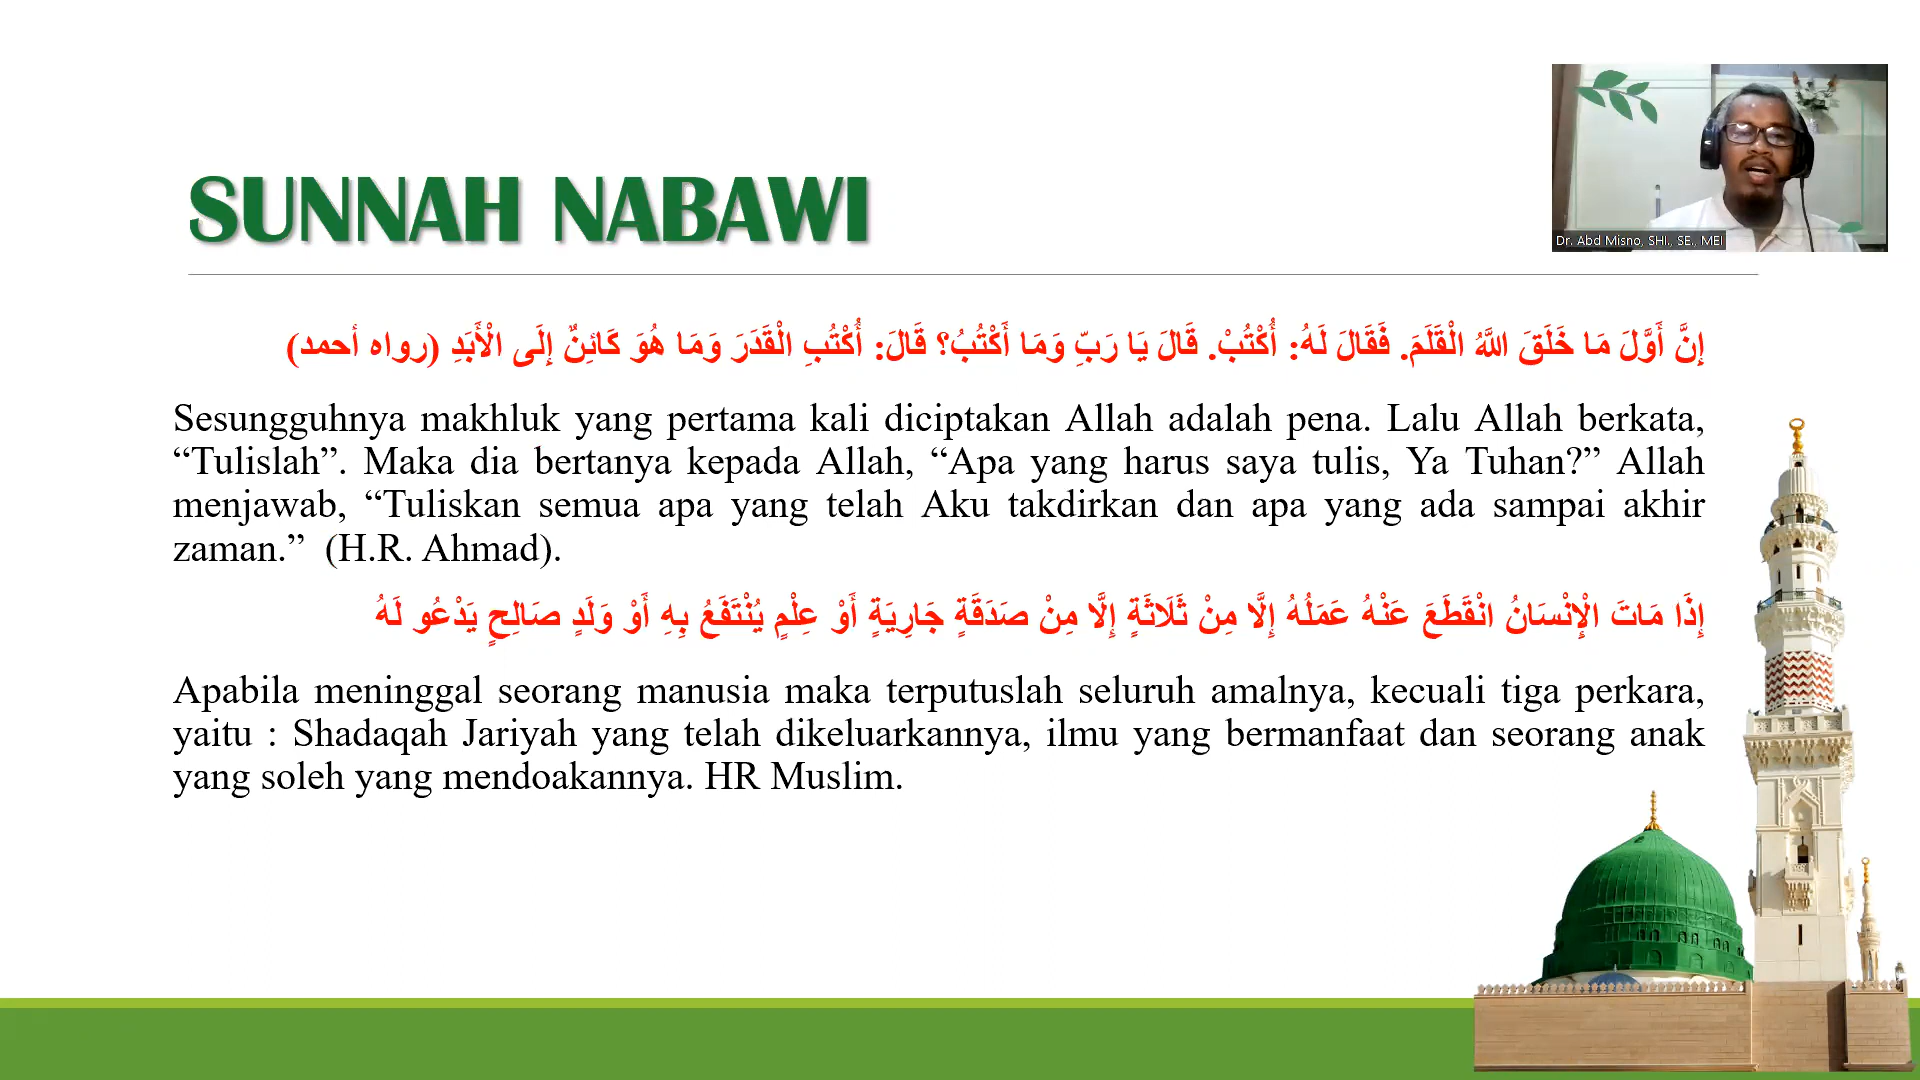 Dr. Abd Misno, SHI., SE., MEI
SUNNAH NABAWI
إِنَّ أَوَّلَ مَا خَلَقَ اللَّهُ الْقَلَمَ. فَقَالَ لَهُ: أُكْتُبْ. قَالَ يَا رَبِّ وَمَا أَكْتُبُ؟ قَالَ: أُكْتُبِ الْقَدَرَ وَمَا هُوَ كَائِنٌ إِلَى الْأَبَدِ (رواه أحمد)
Sesungguhnya makhluk yang pertama kali diciptakan Allah adalah pena. Lalu Allah berkata,
“Tulislah”. Maka dia bertanya kepada Allah, “Apa yang harus saya tulis, Ya Tuhan?” Allah
menjawab, “Tuliskan semua apa yang telah Aku takdirkan dan apa yang ada sampai akhir
zaman.” (H.R. Ahmad).
إِذَا مَاتَ الْإِنْسَانُ انْقَطَعَ عَنْهُ عَمَلُهُ إِلَّا مِنْ ثَلَاثَةٍ إِلَّا مِنْ صَدَقَةٍ جَارِيَةٍ أَوْ عِلْمٍ يُنْتَفَعُ بِهِ أَوْ وَلَدٍ صَالِحٍ يَدْعُو لَهُ
Apabila meninggal seorang manusia maka terputuslah seluruh amalnya, kecuali tiga perkara,
yaitu : Shadaqah Jariyah yang telah dikeluarkannya, ilmu yang bermanfaat dan seorang anak
yang soleh yang mendoakannya. HR Muslim.